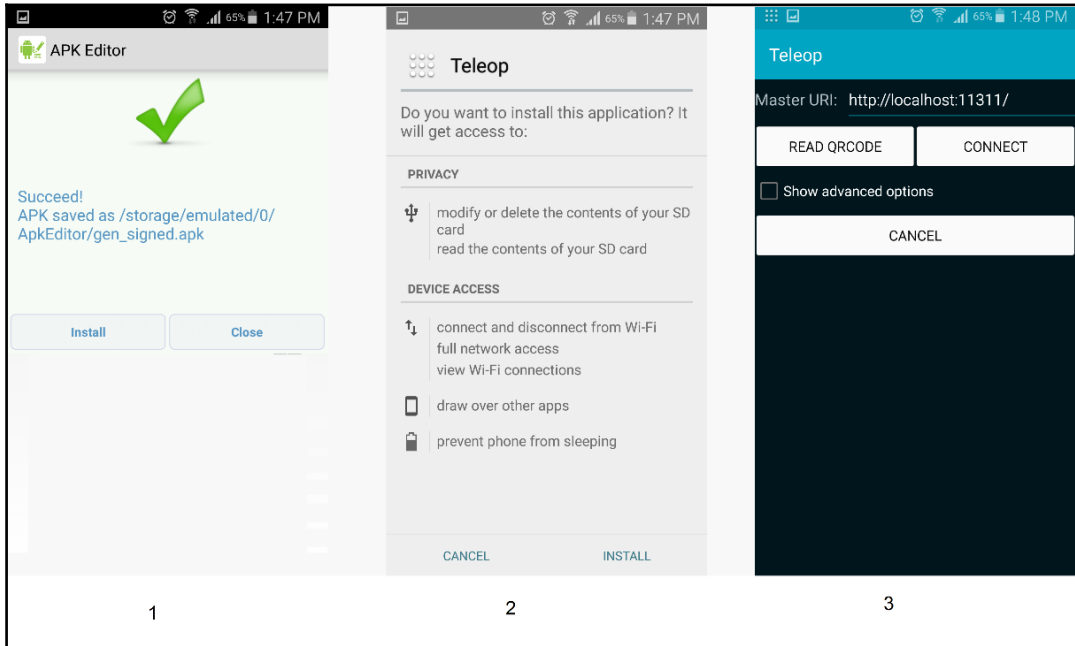 65% 1:47 PM
APK Editor
Succeed!
APK saved as /storage/emulated/0/
ApkEditor/gen_signed.apk
Install Close
1
65% 1:47 PM
Teleop
Do you want to install this application? It
will get access to:
PRIVACY
modify or delete the contents of your SD
card
read the contents of your SD card
DEVICE ACCESS
connect and disconnect from Wi-Fi
full network access
view Wi-Fi connections
draw over other apps
prevent phone from sleeping
CANCEL INSTALL
2
65% 1:48 PM
Teleop
Master URI: http://localhost:11311/
READ QRCODE CONNECT
Show advanced options
CANCEL
3